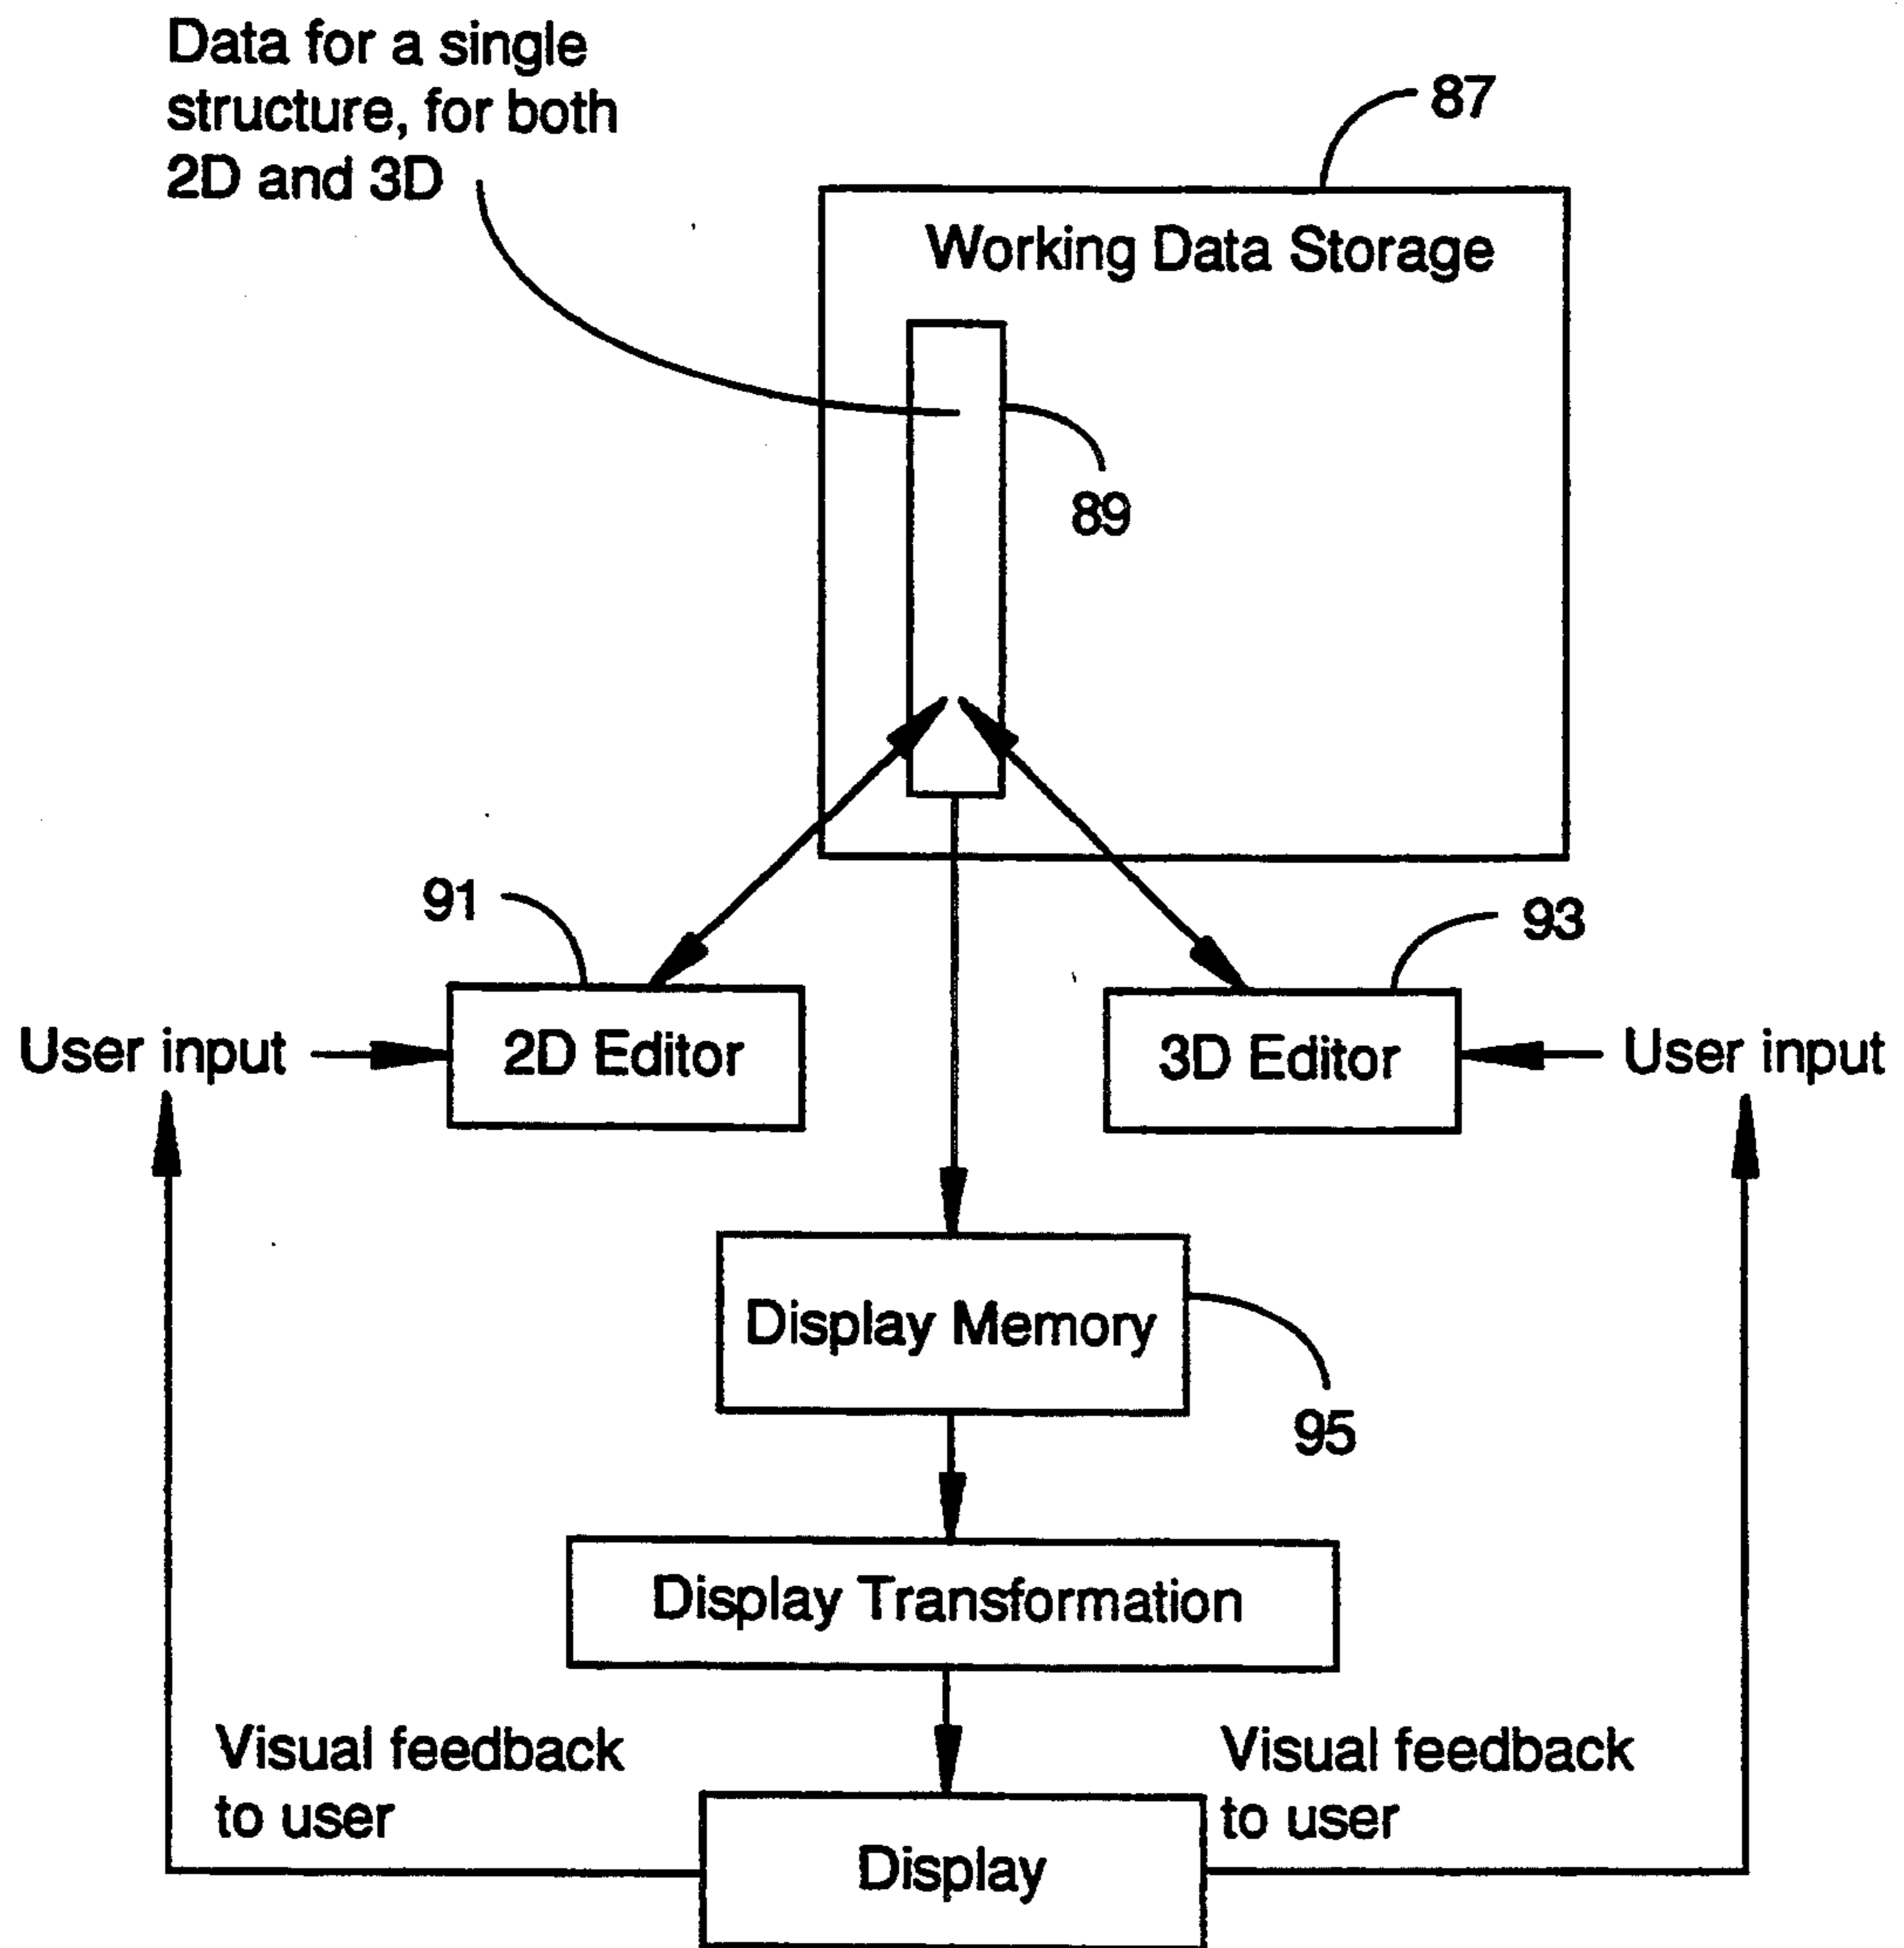 Data for a single
structure, for both
2D and 3D
87
Working Data Storage
89
91
93
User input
2D Editor
3D Editor
User input
Display Memory
95
Display Transformation
Visual feedback
to user
Visual feedback
to user
Display